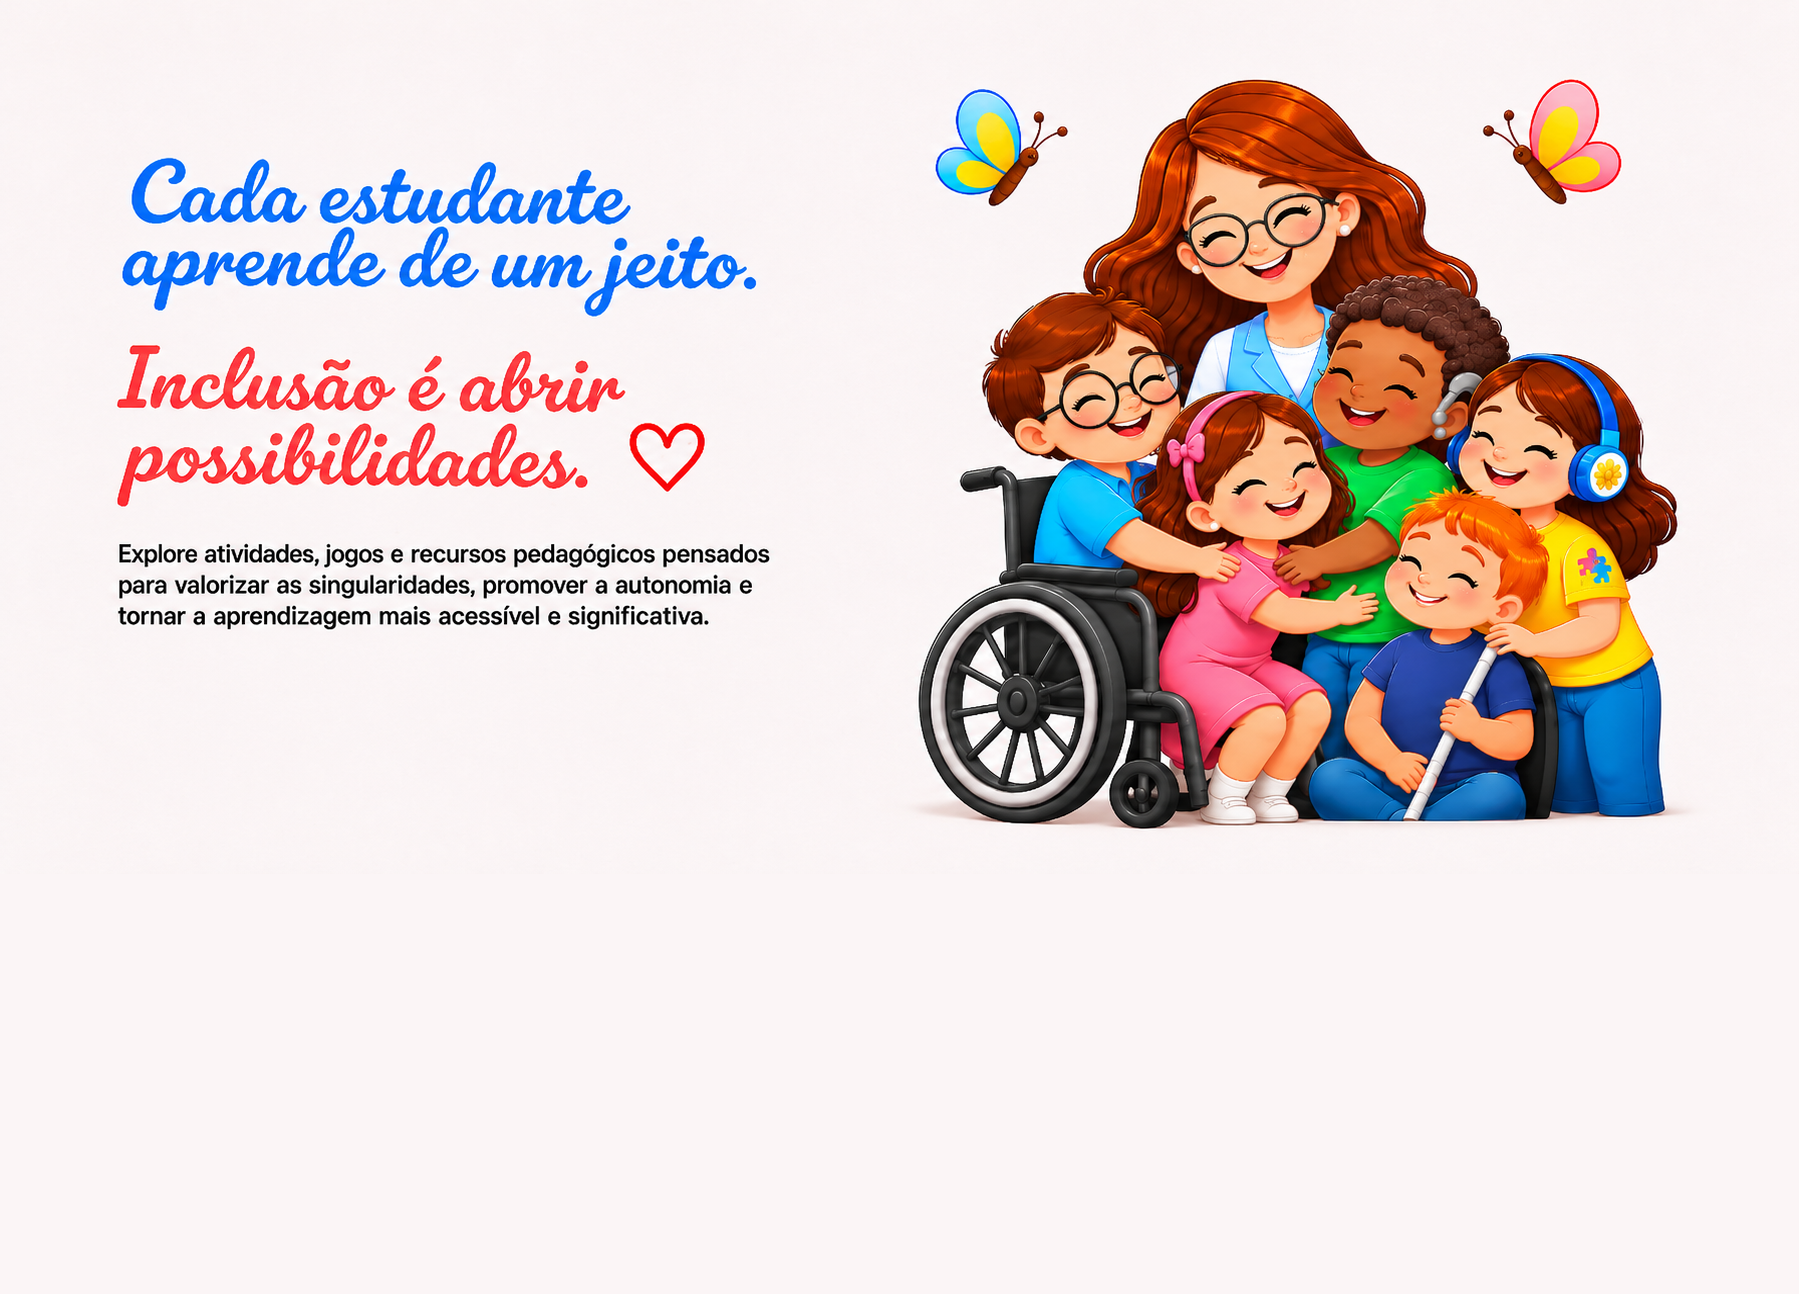 Cada estudante
aprende de um jeito.
Inclusão é abrir
possibilidades.
Explore atividades, jogos e recursos pedagógicos pensados
para valorizar as singularidades, promover a autonomia e
tornar a aprendizagem mais acessível e significativa.